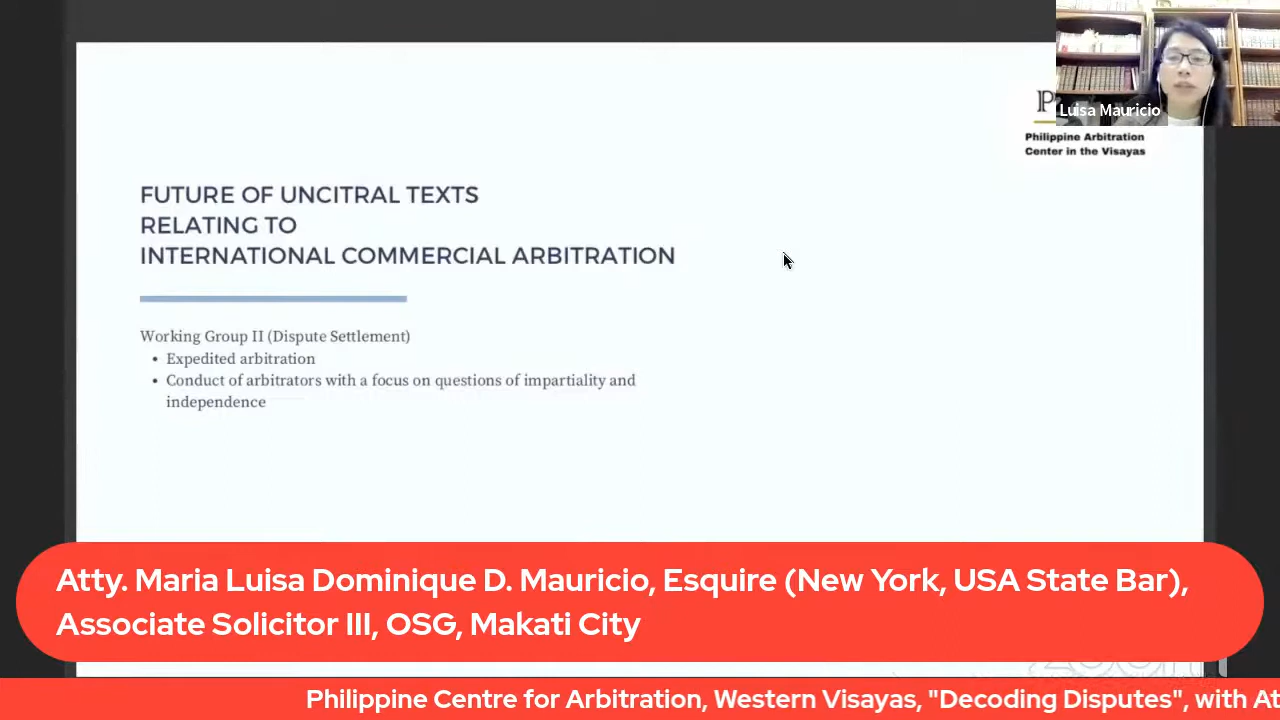 Luisa Mauricio
Philippine Arbitration
Center in the Visayas
FUTURE OF UNCITRAL TEXTS
RELATING TO
INTERNATIONAL COMMERCIAL ARBITRATION
Working Group II (Dispute Settlement)
• Expedited arbitration
• Conduct of arbitrators with a focus on questions of impartiality and
independence
Atty. Maria Luisa Dominique D. Mauricio, Esquire (New York, USA State Bar),
Associate Solicitor III, OSG, Makati City
zoom
Philippine Centre for Arbitration, Western Visayas, "Decoding Disputes", with At